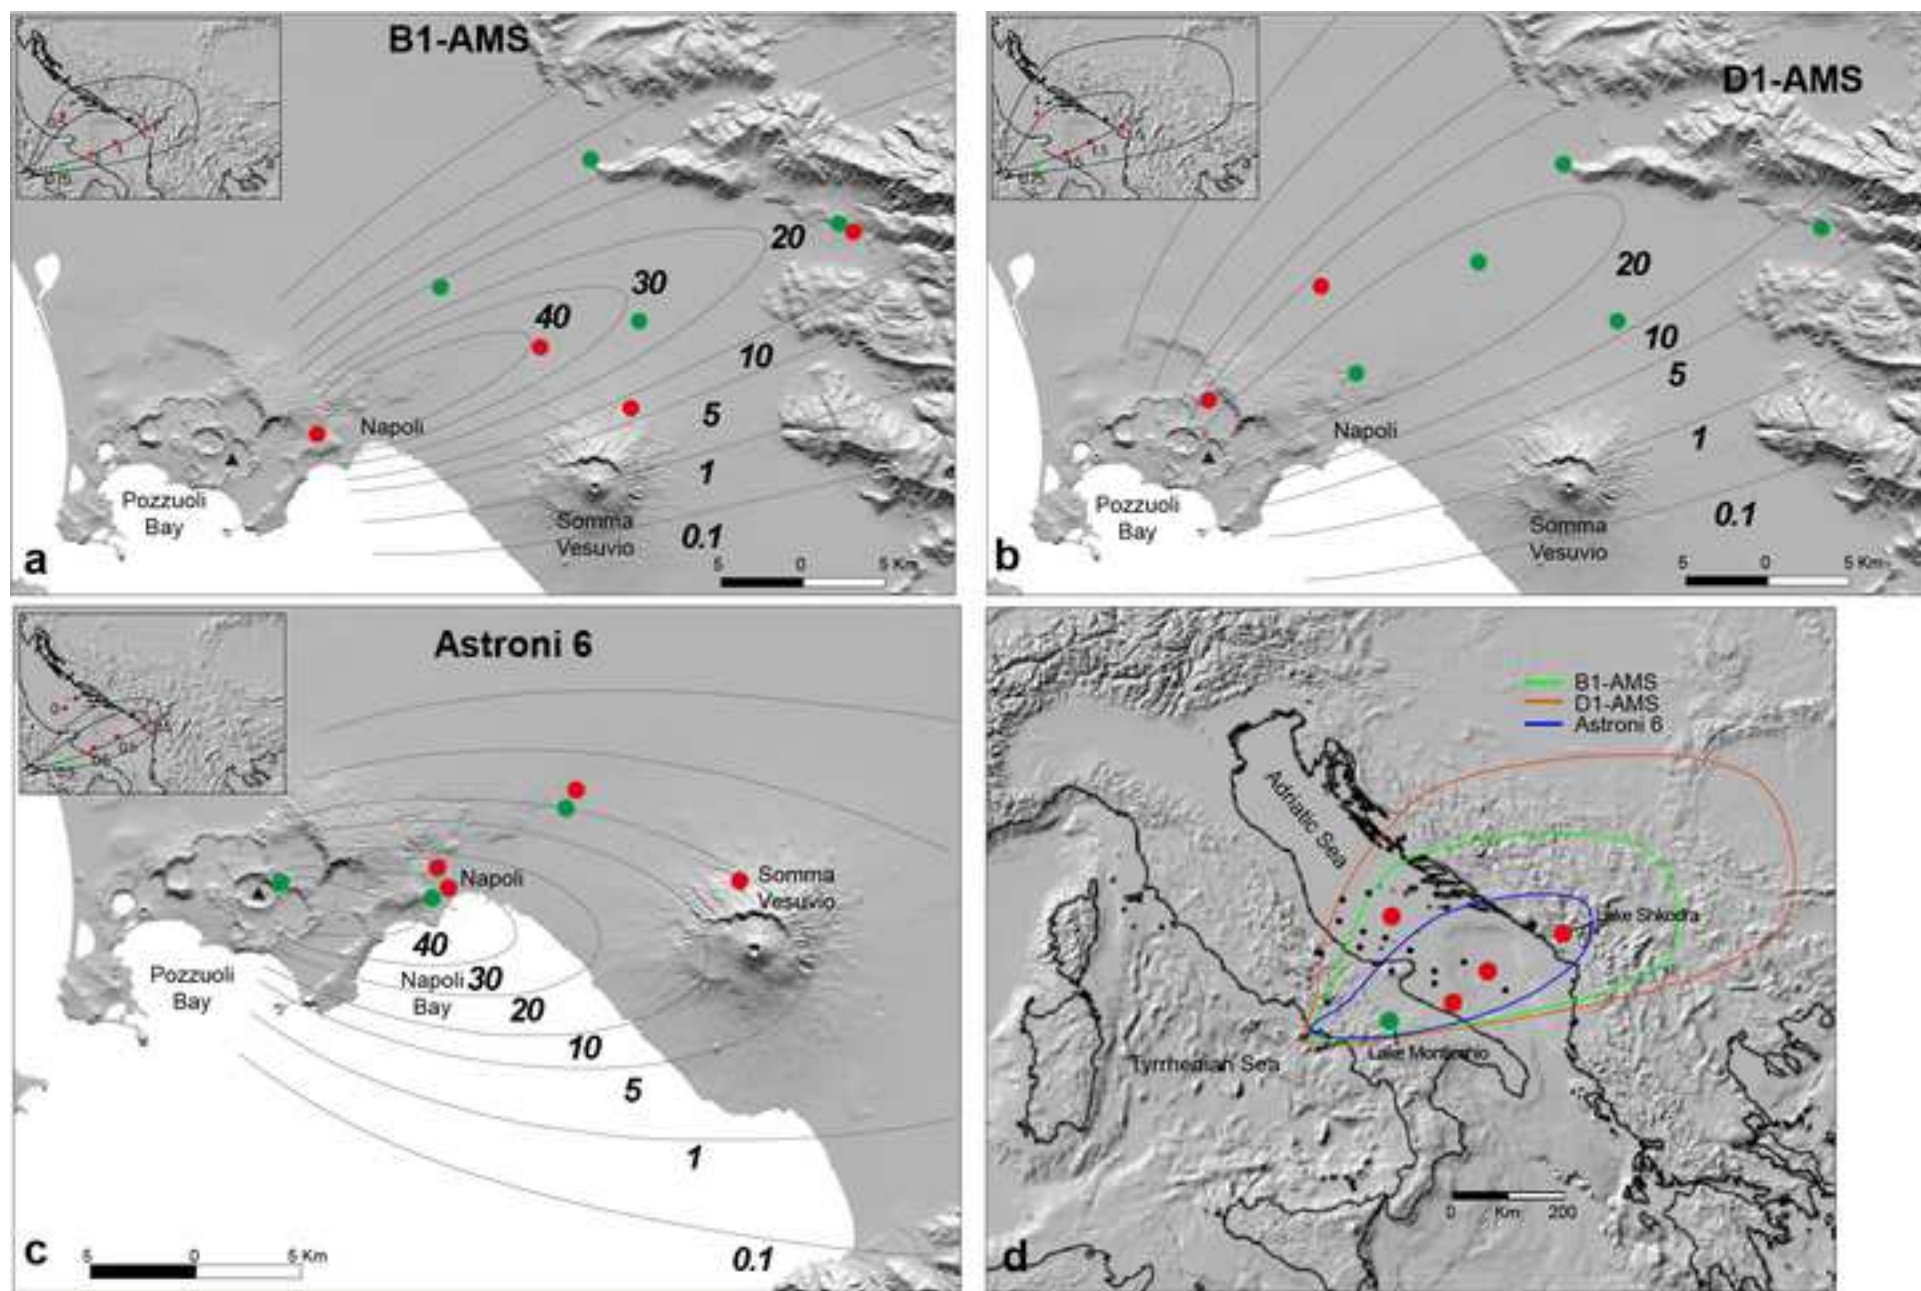 B1-AMS
20
30
40
10
Napoli
5
1
Pozzuoli
Bay
Somma
Vesuvio
0.1
a
5 0 5 Km
D1-AMS
20
10
5
Napoli
1
Pozzuoli
Bay
Somma
Vesuvio
0.1
b
5 0 5 Km
Astroni 6
Napoli
Somma
Vesuvio
40
Pozzuoli
Bay
Napoli
Bay
30
20
10
5
1
0.1
c
5 0 5 Km
B1-AMS
D1-AMS
Astroni 6
Adriatic Sea
Lake Shkodra
Lake Monticchio
Tyrrhenian Sea
0 Km 200
d